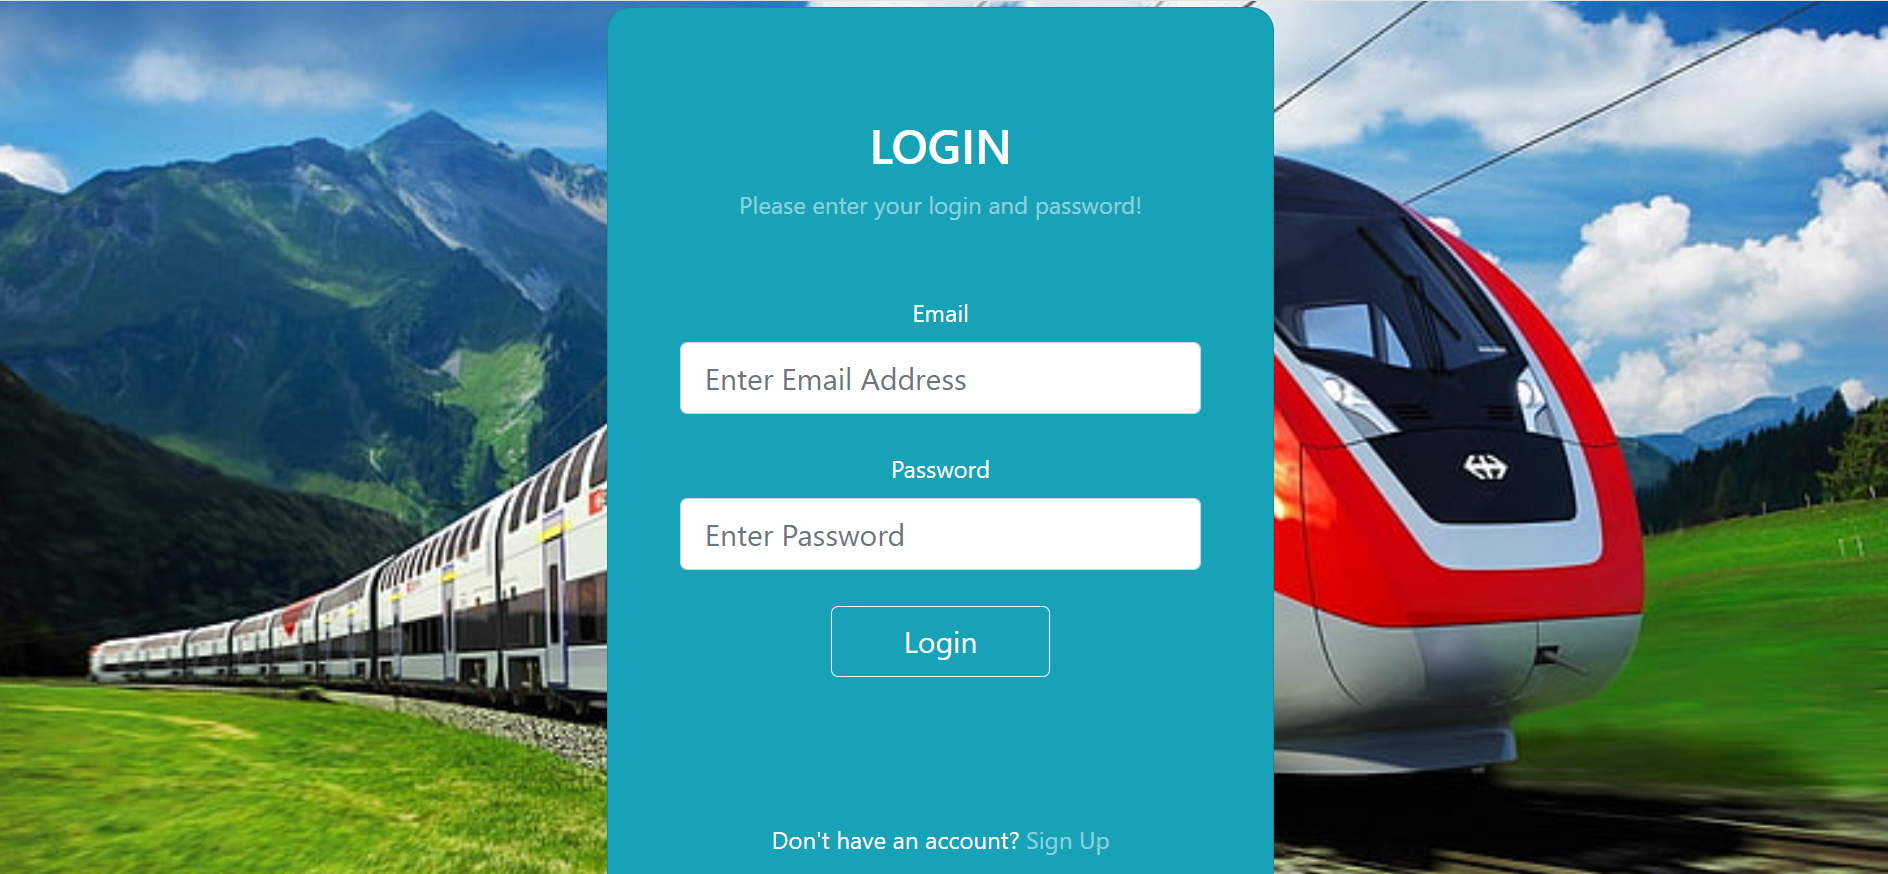 LOGIN
Please enter your login and password!
Email
Enter Email Address
Password
Enter Password
Login
Don't have an account? Sign Up